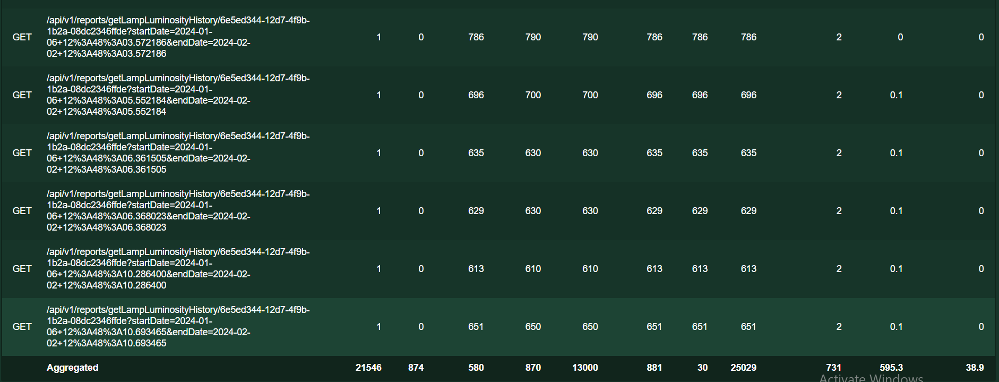 /api/v1/reports/getLampLuminosityHistory/6e5ed344-12d7-4f9b-
1b2a-08dc2346ffde?startDate=2024-01-
GET 1 0 786 790 790 786 786 786 2 0 0
06+12%3A48%3A03.572186&endDate=2024-02-
02+12%3A48%3A03.572186
/api/v1/reports/getLampLuminosityHistory/6e5ed344-12d7-4f9b-
1b2a-08dc2346ffde?startDate=2024-01-
GET 1 0 696 700 700 696 696 696 2 0.1 0
06+12%3A48%3A05.552184&endDate=2024-02-
02+12%3A48%3A05.552184
/api/v1/reports/getLampLuminosityHistory/6e5ed344-12d7-4f9b-
1b2a-08dc2346ffde?startDate=2024-01-
GET 1 0 635 630 630 635 635 635 2 0.1 0
06+12%3A48%3A06.361505&endDate=2024-02-
02+12%3A48%3A06.361505
/api/v1/reports/getLampLuminosityHistory/6e5ed344-12d7-4f9b-
1b2a-08dc2346ffde?startDate=2024-01-
GET 1 0 629 630 630 629 629 629 2 0.1 0
06+12%3A48%3A06.368023&endDate=2024-02-
02+12%3A48%3A06.368023
/api/v1/reports/getLampLuminosityHistory/6e5ed344-12d7-4f9b-
1b2a-08dc2346ffde?startDate=2024-01-
GET 1 0 613 610 610 613 613 613 2 0.1 0
06+12%3A48%3A10.286400&endDate=2024-02-
02+12%3A48%3A10.286400
/api/v1/reports/getLampLuminosityHistory/6e5ed344-12d7-4f9b-
1b2a-08dc2346ffde?startDate=2024-01-
GET 1 0 651 650 650 651 651 651 2 0.1 0
06+12%3A48%3A10.693465&endDate=2024-02-
02+12%3A48%3A10.693465
Aggregated 21546 874 580 870 13000 881 30 25029 731 595.3 38.9
Activate Windows